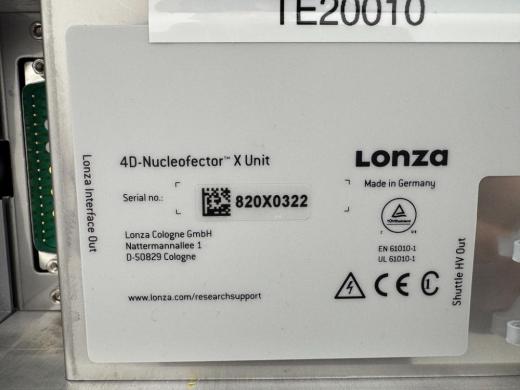 TE20010
4D-Nucleofector™ X Unit
Lonza
Serial no.:
820X0322
Made in Germany
Lonza Cologne GmbH
Nattermannallee 1
D-50829 Cologne
EN 61010-1
UL 61010-1
www.lonza.com/researchsupport
CE
Lonza Interface Out
Shuttle HV Out